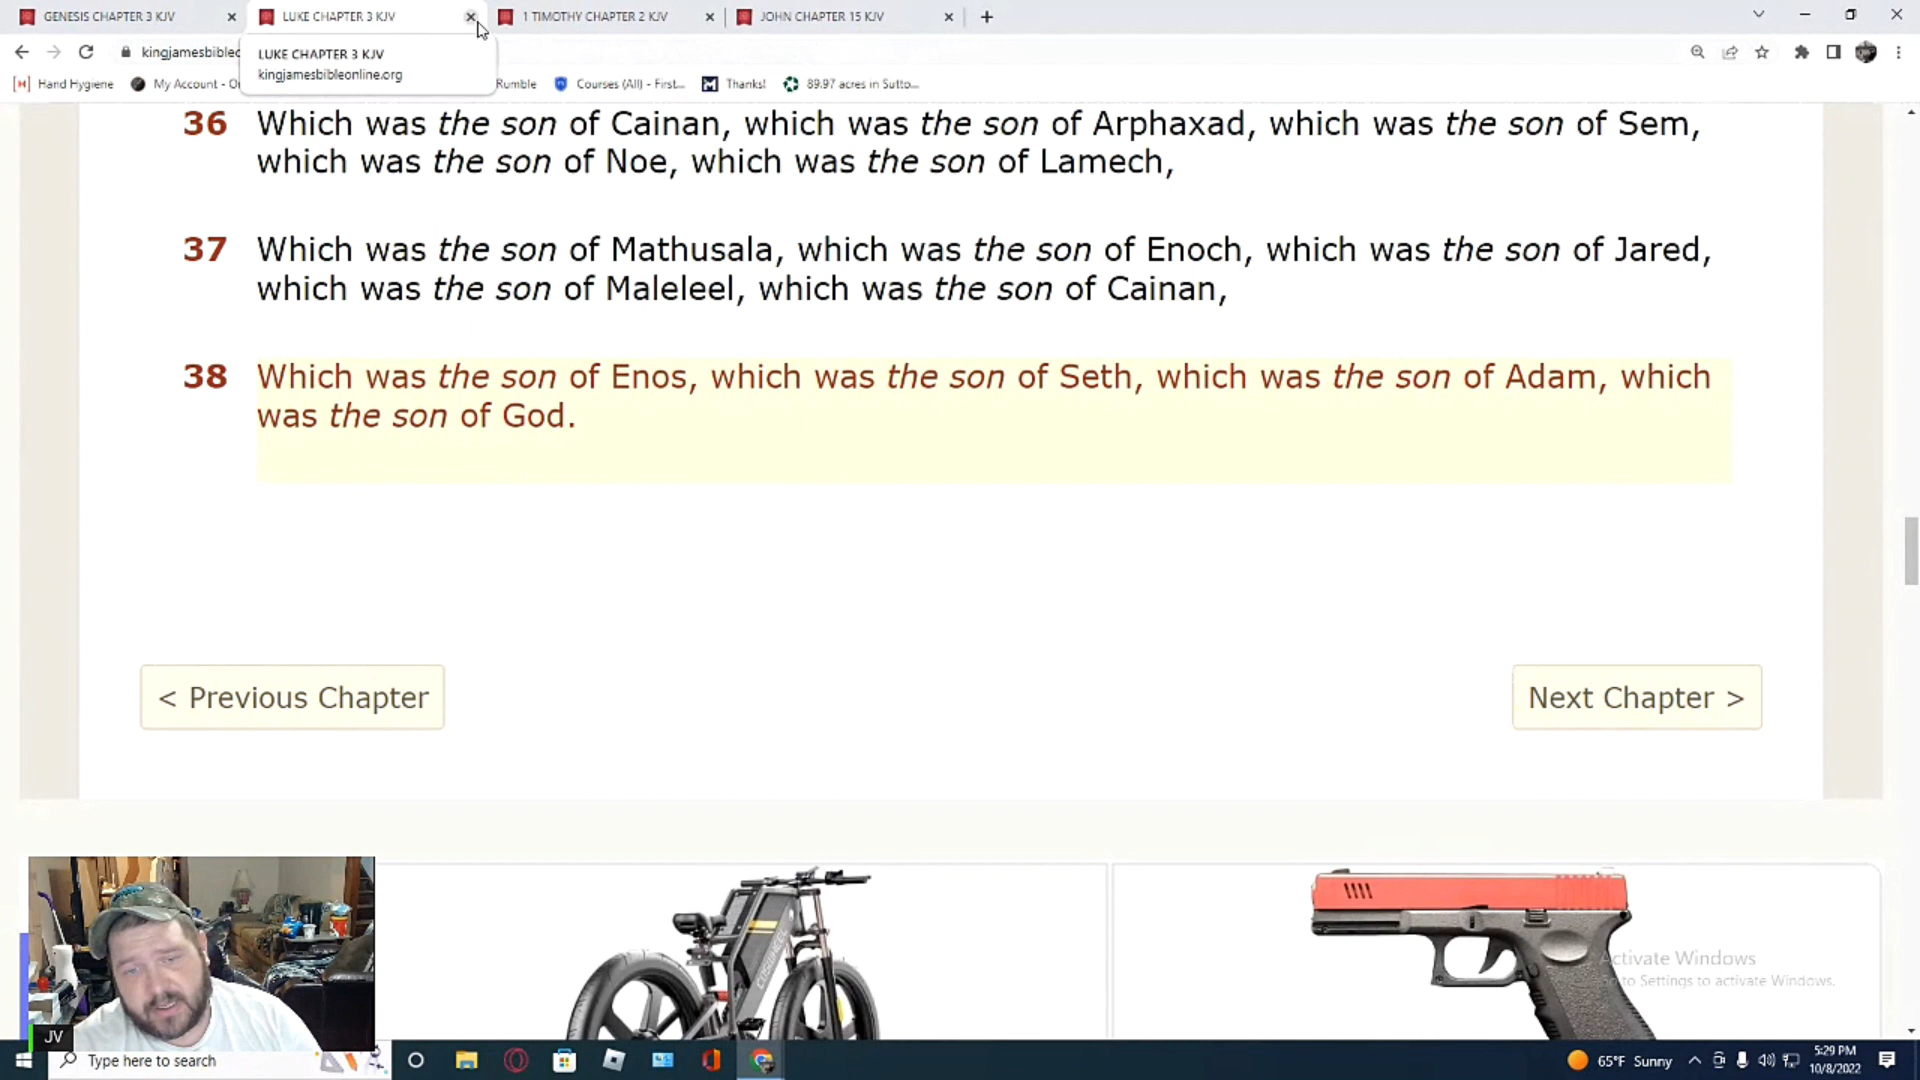 GENESIS CHAPTER 3 KJV
LUKE CHAPTER 3 KJV
1 TIMOTHY CHAPTER 2 KJV
JOHN CHAPTER 15 KJV
kingjamesbiblec
LUKE CHAPTER 3 KJV
kingjamesbibleonline.org
Hand Hygiene
My Account - O
Rumble
Courses (All) - First...
Thanks!
89.97 acres in Sutto...
36 Which was the son of Cainan, which was the son of Arphaxad, which was the son of Sem,
which was the son of Noe, which was the son of Lamech,
37 Which was the son of Mathusala, which was the son of Enoch, which was the son of Jared,
which was the son of Maleleel, which was the son of Cainan,
38 Which was the son of Enos, which was the son of Seth, which was the son of Adam, which
was the son of God.
< Previous Chapter
Next Chapter >
Activate Windows
to Settings to activate Windows.
JV
Type here to search
65°F Sunny
5:29 PM
10/8/2022